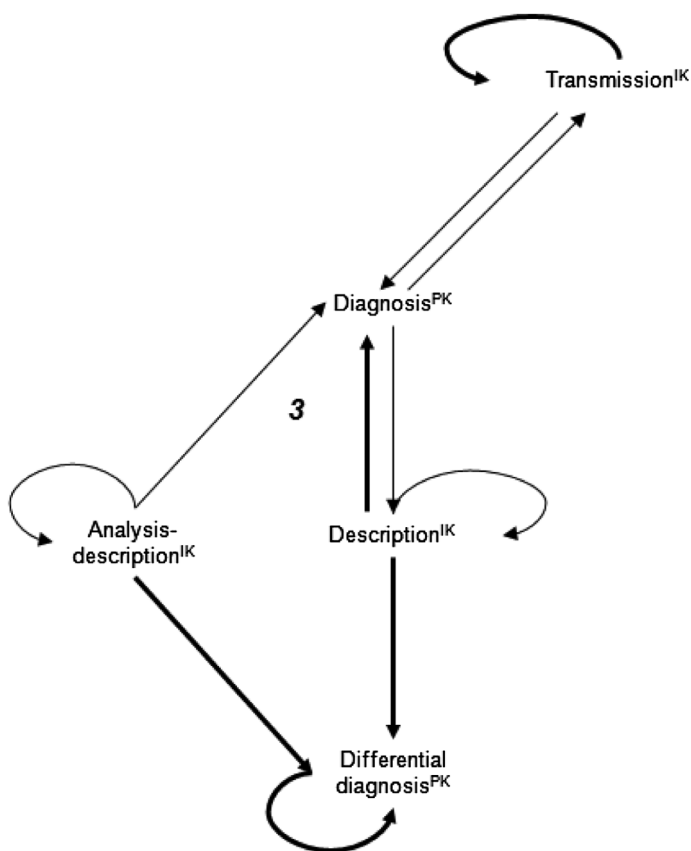 Transmission^IK
Diagnosis^PK
3
Analysis-
description^IK
Description^IK
Differential
diagnosis^PK